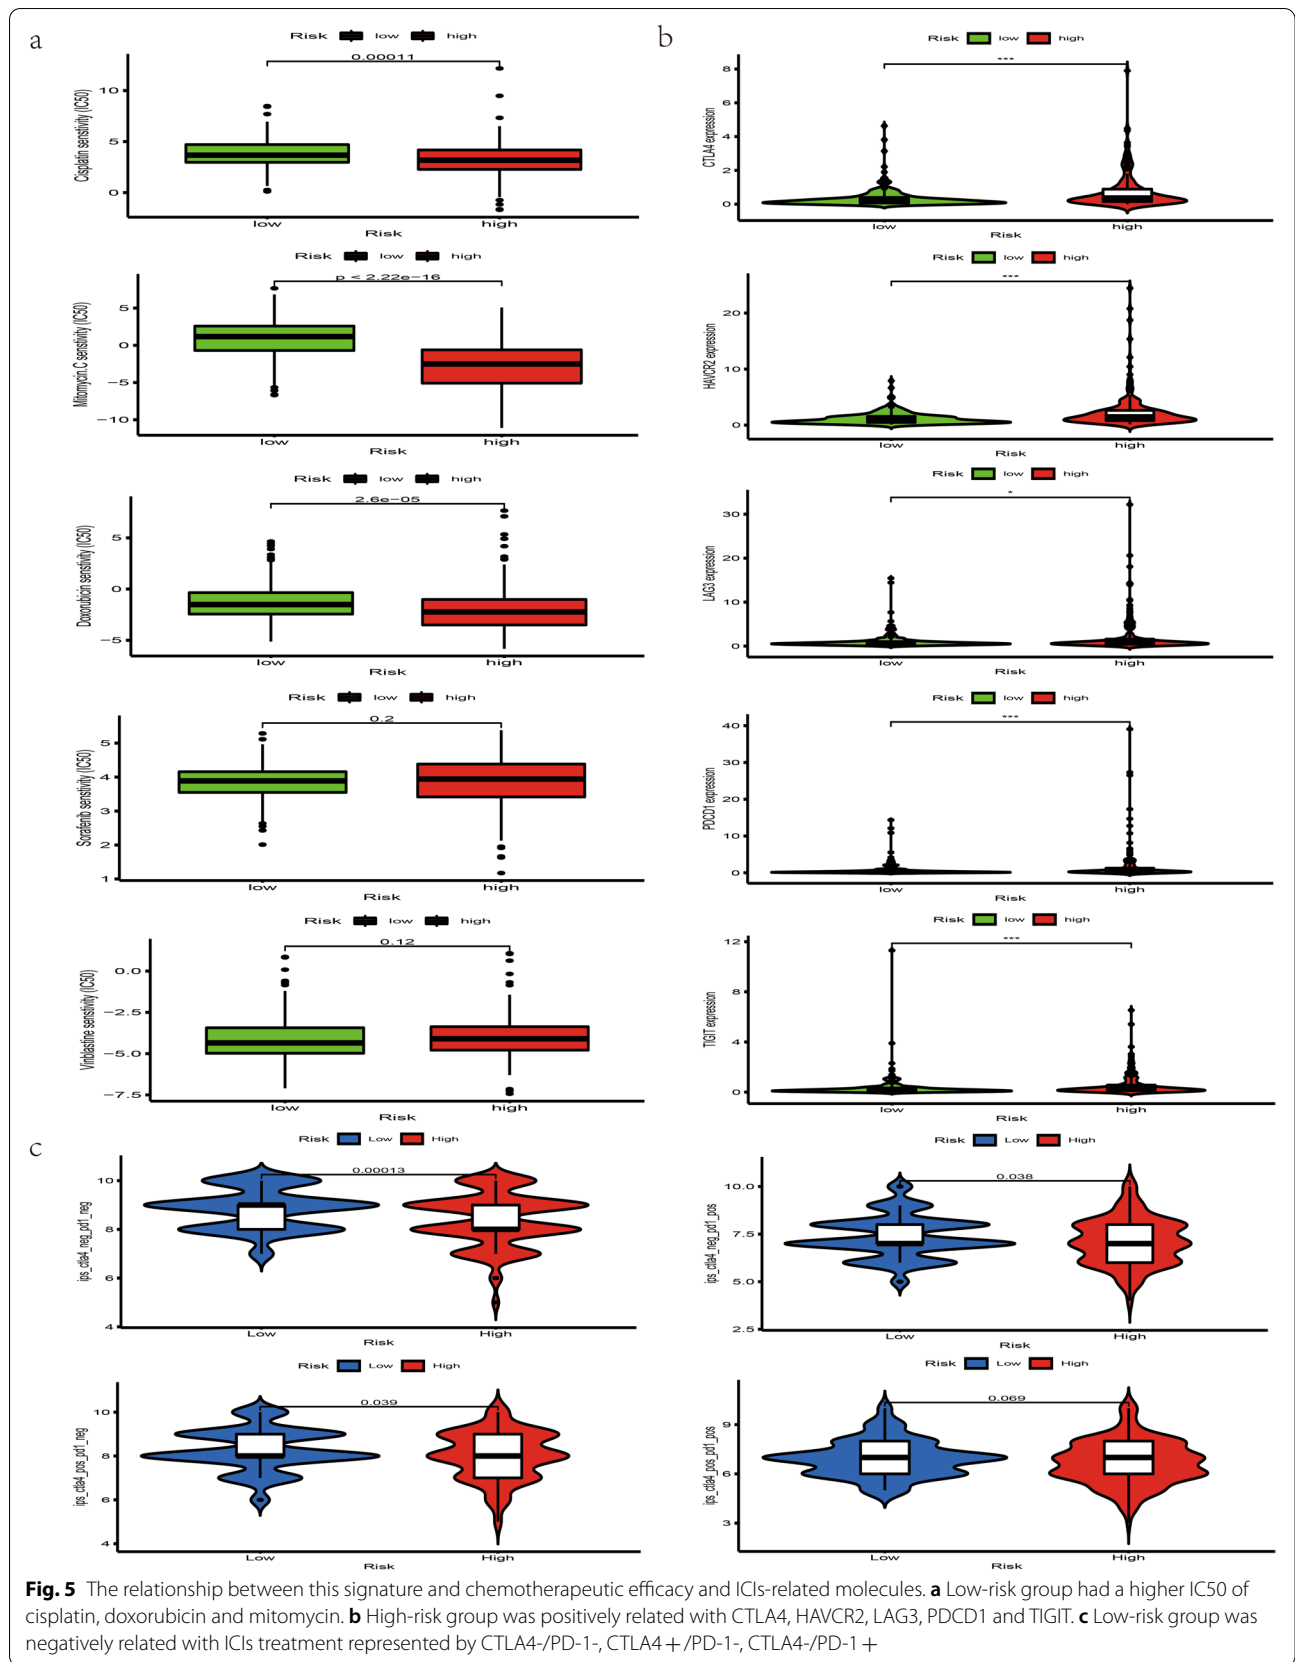 a
Risk low high
0.00011
Cisplatin senstivity (IC50)
10
5
0
low high
Risk
Risk low high
p < 2.22e−16
Mitomycin.C senstivity (IC50)
5
0
−5
−10
low high
Risk
Risk low high
2.6e−05
Doxorubicin senstivity (IC50)
5
0
−5
low high
Risk
Risk low high
0.2
Sorafenib senstivity (IC50)
5
4
3
2
1
low high
Risk
Risk low high
0.12
Vinblastine senstivity (IC50)
0.0
−2.5
−5.0
−7.5
low high
Risk
b
Risk low high
***
CTLA4 expression
8
6
4
2
0
low high
Risk
Risk low high
***
HAVCR2 expression
20
10
0
low high
Risk
Risk low high
*
LAG3 expression
30
20
10
0
low high
Risk
Risk low high
***
PDCD1 expression
40
30
20
10
0
low high
Risk
Risk low high
***
TIGIT expression
12
8
4
0
low high
Risk
c
Risk Low High
0.00013
ips_ctla4_neg_pd1_neg
10
8
6
4
Low High
Risk
Risk Low High
0.038
ips_ctla4_neg_pd1_pos
10.0
7.5
5.0
2.5
Low High
Risk
Risk Low High
0.039
ips_ctla4_pos_pd1_neg
10
8
6
4
Low High
Risk
Risk Low High
0.069
ips_ctla4_pos_pd1_pos
9
6
3
Low High
Risk
Fig. 5 The relationship between this signature and chemotherapeutic efficacy and ICIs-related molecules. a Low-risk group had a higher IC50 of
cisplatin, doxorubicin and mitomycin. b High-risk group was positively related with CTLA4, HAVCR2, LAG3, PDCD1 and TIGIT. c Low-risk group was
negatively related with ICIs treatment represented by CTLA4-/PD-1-, CTLA4 + /PD-1-, CTLA4-/PD-1 +